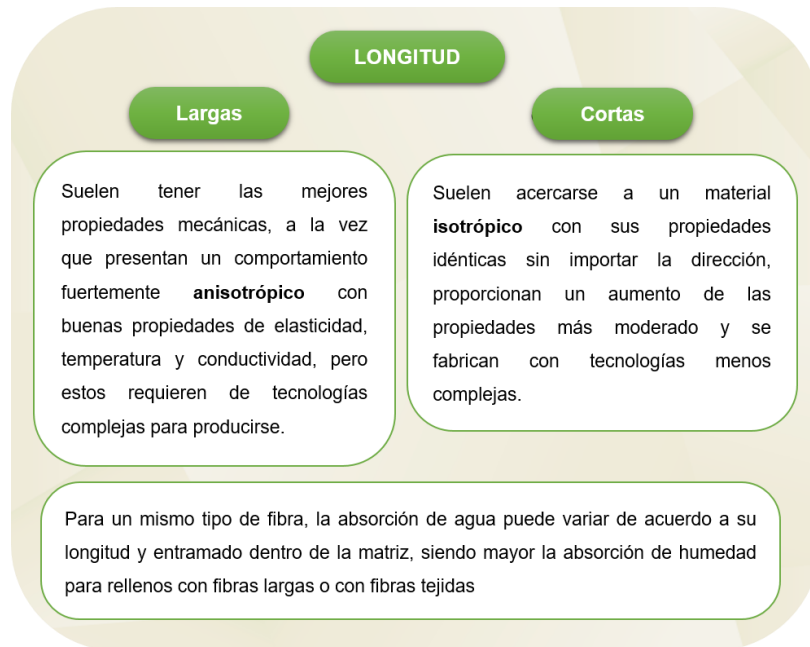 LONGITUD
Largas
Suelen tener las mejores
propiedades mecánicas, a la vez
que presentan un comportamiento
fuertemente anisotrópico con
buenas propiedades de elasticidad,
temperatura y conductividad, pero
estos requieren de tecnologías
complejas para producirse.
Cortas
Suelen acercarse a un material
isotrópico con sus propiedades
idénticas sin importar la dirección,
proporcionan un aumento de las
propiedades más moderado y se
fabrican con tecnologías menos
complejas.
Para un mismo tipo de fibra, la absorción de agua puede variar de acuerdo a su
longitud y entramado dentro de la matriz, siendo mayor la absorción de humedad
para rellenos con fibras largas o con fibras tejidas